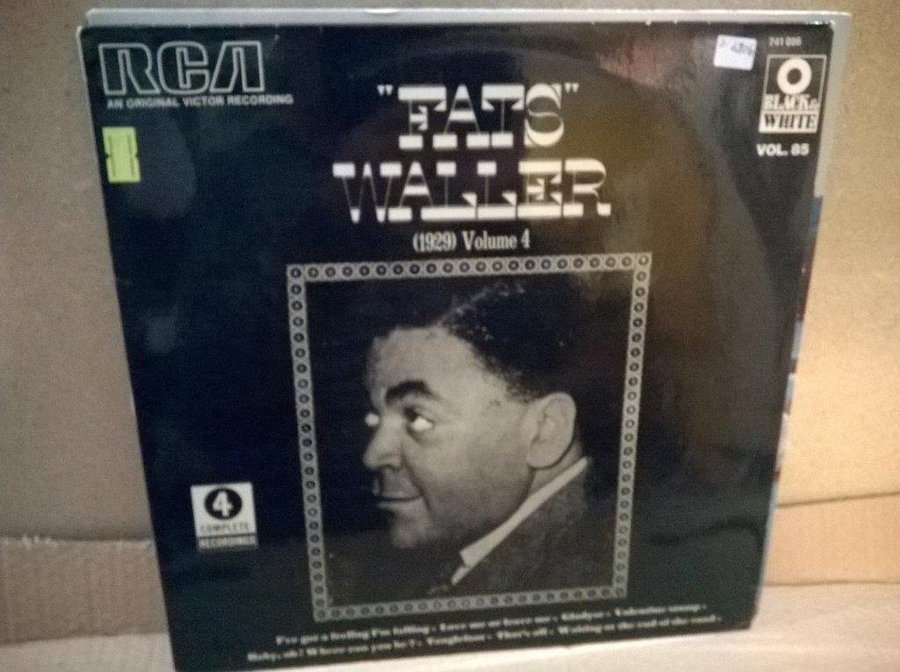 RCA
AN ORIGINAL VICTOR RECORDING
741 086
BLACK &
WHITE
VOL. 85
"FATS"
WALLER
(1929) Volume 4
4
COMPLETE
RECORDINGS
I've got a feeling I'm falling • Love me or leave me • Gladyse • Valentine stomp •
Baby, oh! Where can you be? • Waiting at the end of the road •